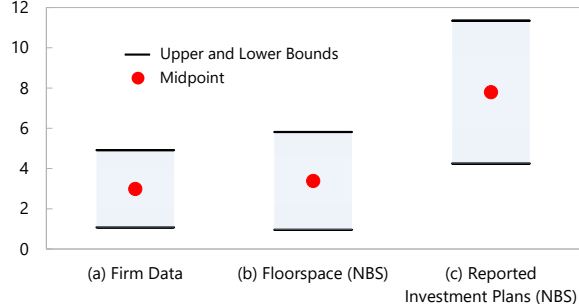 12
10
8
6
4
2
0
Upper and Lower Bounds
Midpoint
(a) Firm Data
(b) Floorspace (NBS)
(c) Reported
Investment Plans (NBS)